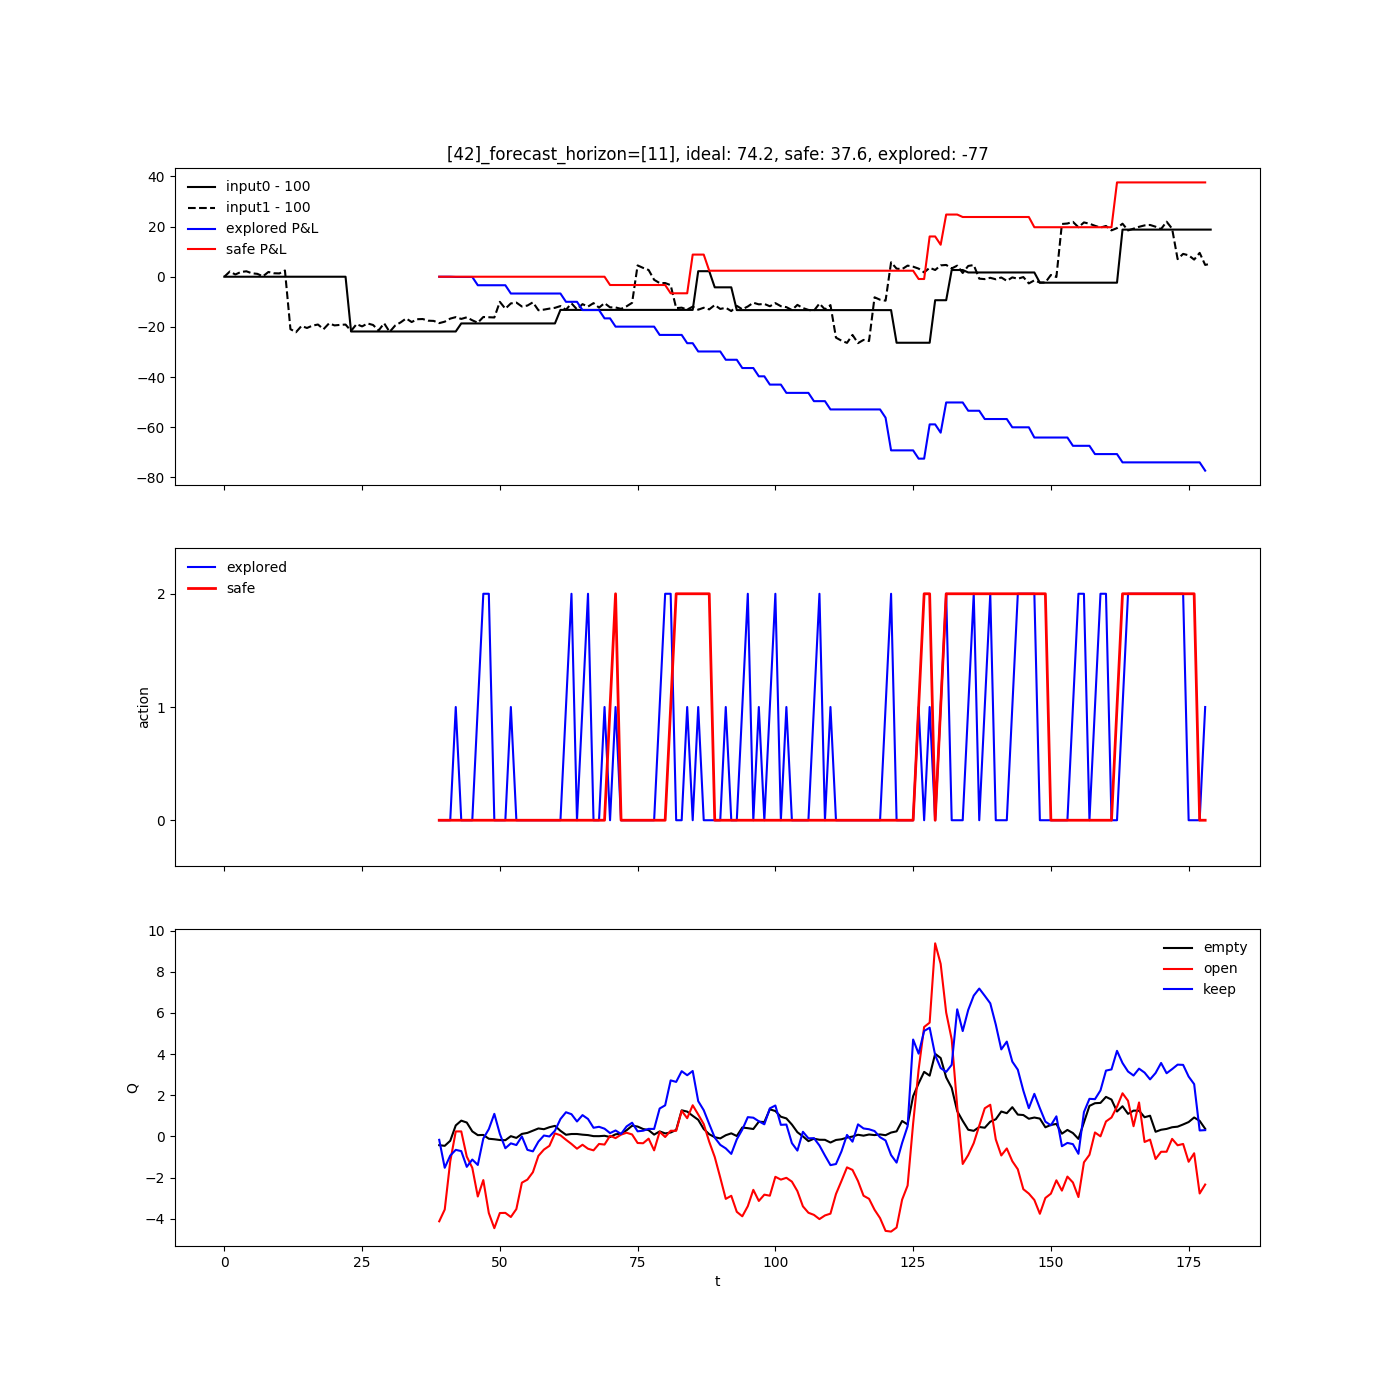 [42]_forecast_horizon=[11], ideal: 74.2, safe: 37.6, explored: -77
40
20
0
−20
−40
−60
−80
input0 - 100
input1 - 100
explored P&L
safe P&L
2
1
0
action
explored
safe
10
8
6
4
2
0
−2
−4
Q
empty
open
keep
0 25 50 75 100 125 150 175
t